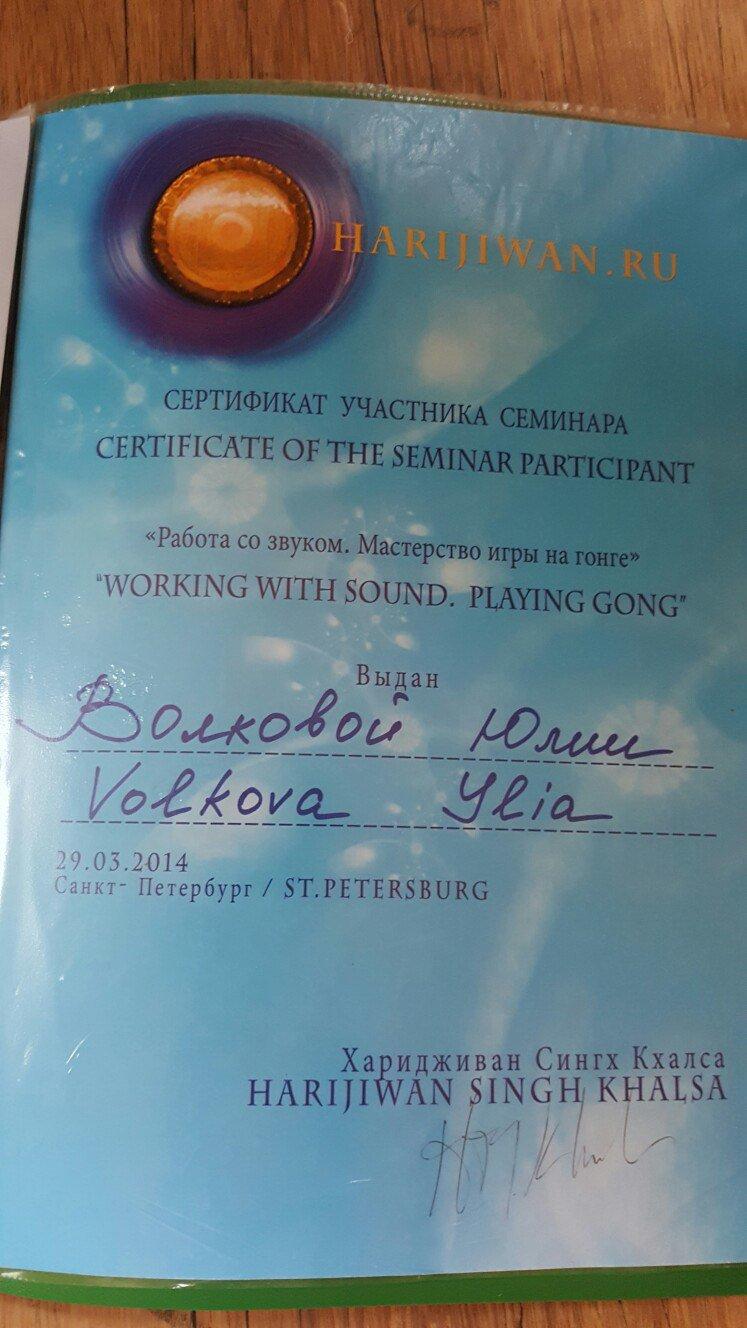 HARIJIWAN.RU
СЕРТИФИКАТ УЧАСТНИКА СЕМИНАРА
CERTIFICATE OF THE SEMINAR PARTICIPANT
«Работа со звуком. Мастерство игры на гонге»
"WORKING WITH SOUND. PLAYING GONG"
Выдан
Волковой Юлии
Volkova Ylia
29.03.2014
Санкт- Петербург / ST.PETERSBURG
Харидживан Сингх Кхалса
HARIJIWAN SINGH KHALSA